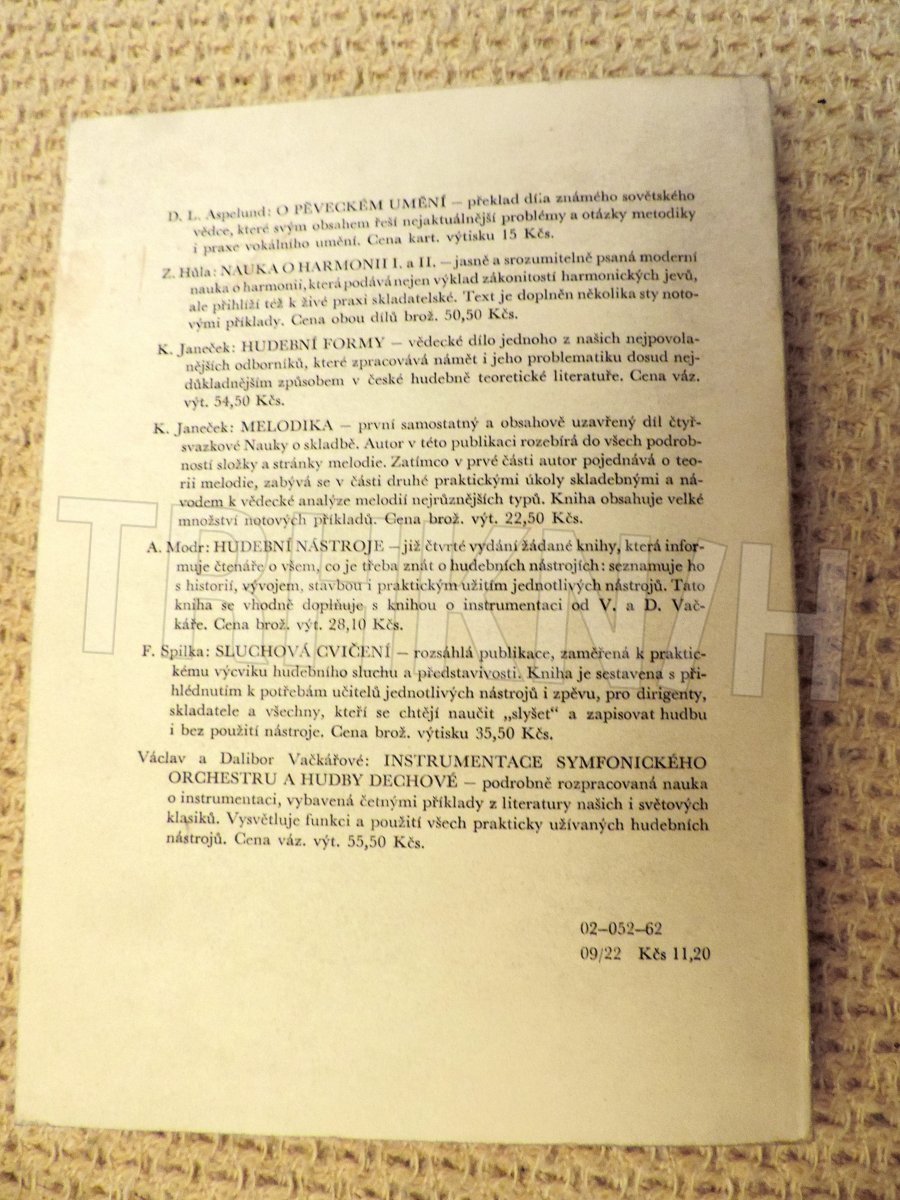 D. L. Aspelund: O PĚVECKÉM UMĚNÍ — překlad díla známého sovětského
vědce, které svým obsahem řeší nejaktuálnější problémy a otázky metodiky
i praxe vokálního umění. Cena kart. výtisku 15 Kčs.
Z. Hůla: NAUKA O HARMONII I. a II. — jasně a srozumitelně psaná moderní
nauka o harmonii, která podává nejen výklad zákonitostí harmonických jevů,
ale přihlíží též k živé praxi skladatelské. Text je doplněn několika sty noto-
vými příklady. Cena obou dílů brož. 50,50 Kčs.
K. Janeček: HUDEBNÍ FORMY — vědecké dílo jednoho z našich nejpovola-
nějších odborníků, které zpracovává námět i jeho problematiku dosud nej-
důkladnějším způsobem v české hudebně teoretické literatuře. Cena váz.
výt. 54,50 Kčs.
K. Janeček: MELODIKA — první samostatný a obsahově uzavřený díl čtyř-
svazkové Nauky o skladbě. Autor v této publikaci rozebírá do všech podrob-
ností složky a stránky melodie. Zatímco v prvé části autor pojednává o teo-
rii melodie, zabývá se v části druhé praktickými úkoly skladebnými a ná-
vodem k vědecké analýze melodií nejrůznějších typů. Kniha obsahuje velké
množství notových příkladů. Cena brož. výt. 22,50 Kčs.
A. Modr: HUDEBNÍ NÁSTROJE — již čtvrté vydání žádané knihy, která infor-
muje čtenáře o všem, co je třeba znát o hudebních nástrojích: seznamuje ho
s historií, vývojem, stavbou i praktickým užitím jednotlivých nástrojů. Tato
kniha se vhodně doplňuje s knihou o instrumentaci od V. a D. Vač-
káře. Cena brož. výt. 28,10 Kčs.
F. Spilka: SLUCHOVÁ CVIČENÍ — rozsáhlá publikace, zaměřená k praktic-
kému výcviku hudebního sluchu a představivosti. Kniha je sestavena s při-
hlédnutím k potřebám učitelů jednotlivých nástrojů i zpěvu, pro dirigenty,
skladatele a všechny, kteří se chtějí naučit „slyšet“ a zapisovat hudbu
i bez použití nástroje. Cena brož. výtisku 35,50 Kčs.
Václav a Dalibor Vačkářové: INSTRUMENTACE SYMFONICKÉHO
ORCHESTRU A HUDBY DECHOVÉ — podrobně rozpracovaná nauka
o instrumentaci, vybavená četnými příklady z literatury našich i světových
klasiků. Vysvětluje funkci a použití všech prakticky užívaných hudebních
nástrojů. Cena váz. výt. 55,50 Kčs.
02—052—62
09/22 Kčs 11,20